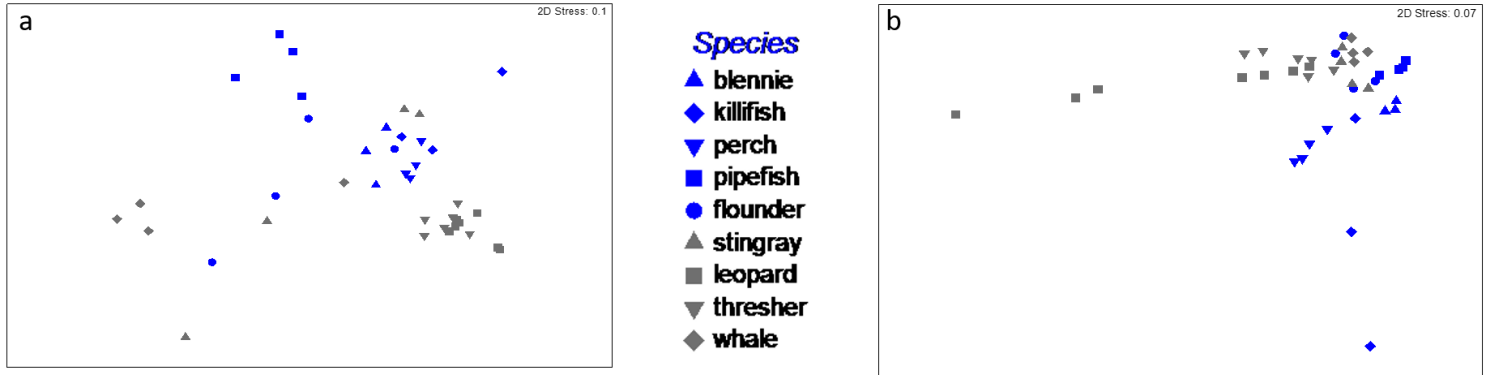 a
2D Stress: 0.1
Species
blennie
killifish
perch
pipefish
flounder
stingray
leopard
thresher
whale
b
2D Stress: 0.07